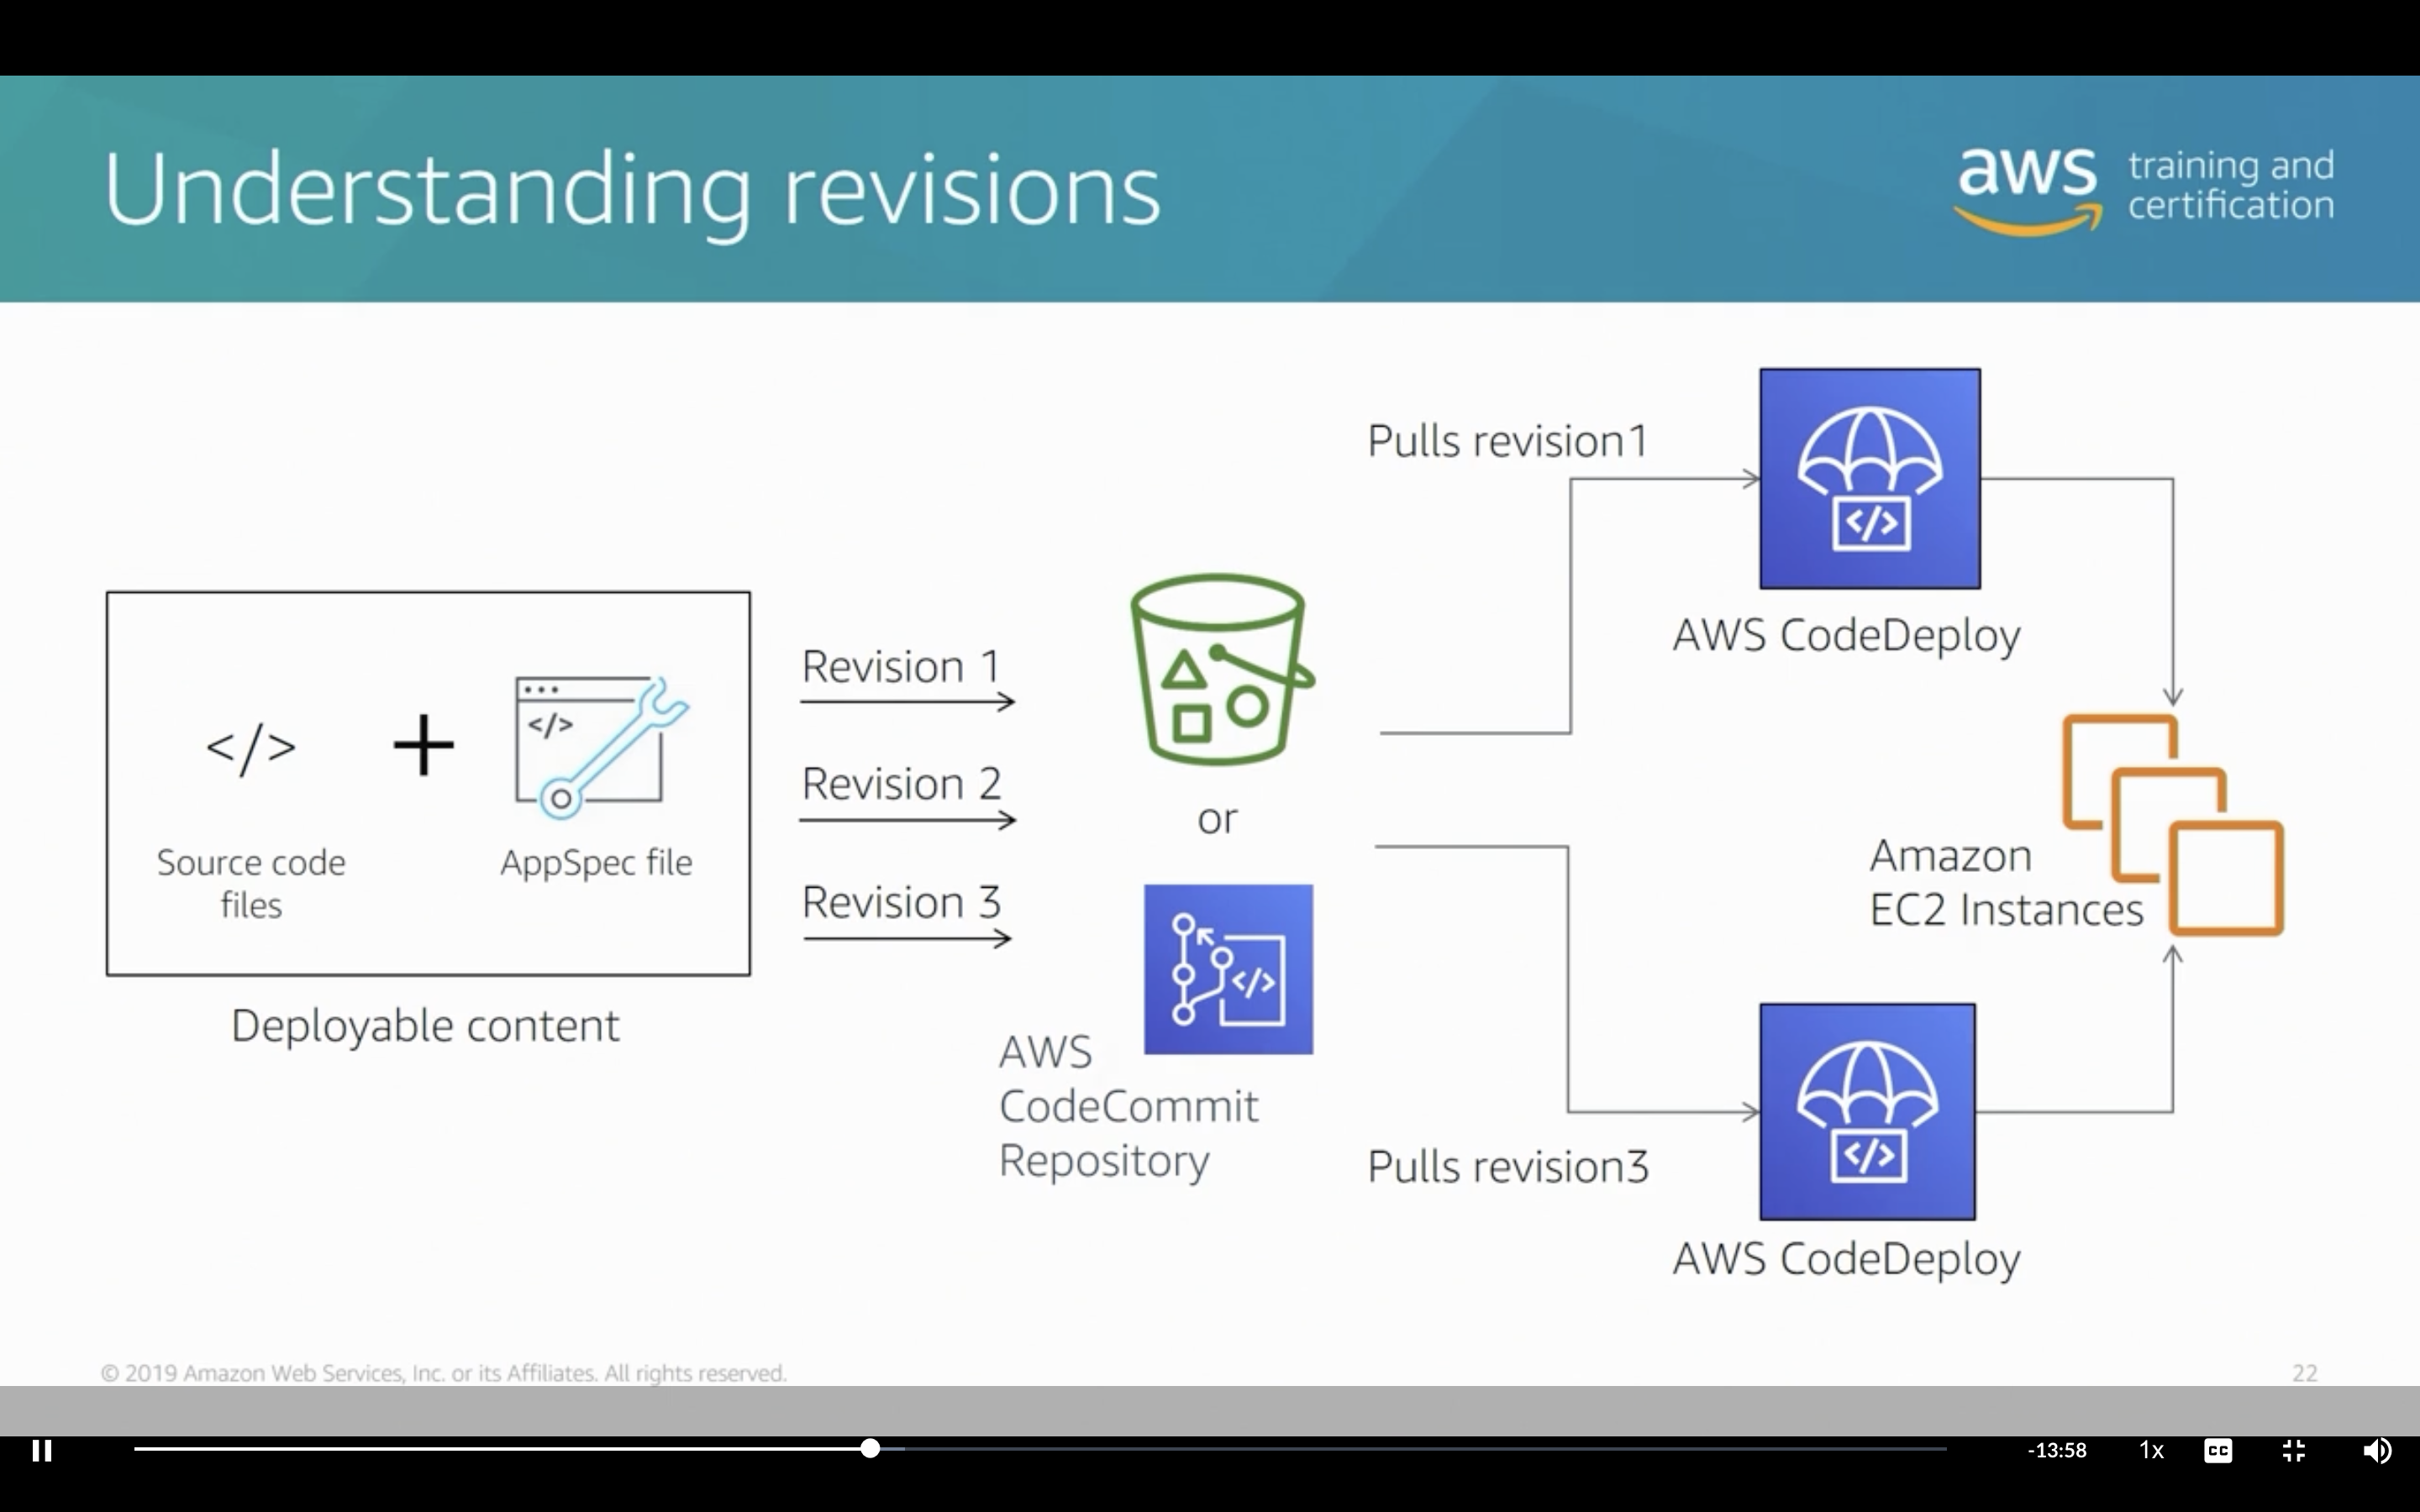 Understanding revisions
aws training and
certification
Pulls revision1
</>
AWS CodeDeploy
Revision 1
Revision 2
Revision 3
</>
+
</>
Source code
files
AppSpec file
Deployable content
or
</>
AWS
CodeCommit
Repository
Amazon
EC2 Instances
Pulls revision3
</>
AWS CodeDeploy
© 2019 Amazon Web Services, Inc. or its Affiliates. All rights reserved.
22
-13:58
1x
CC